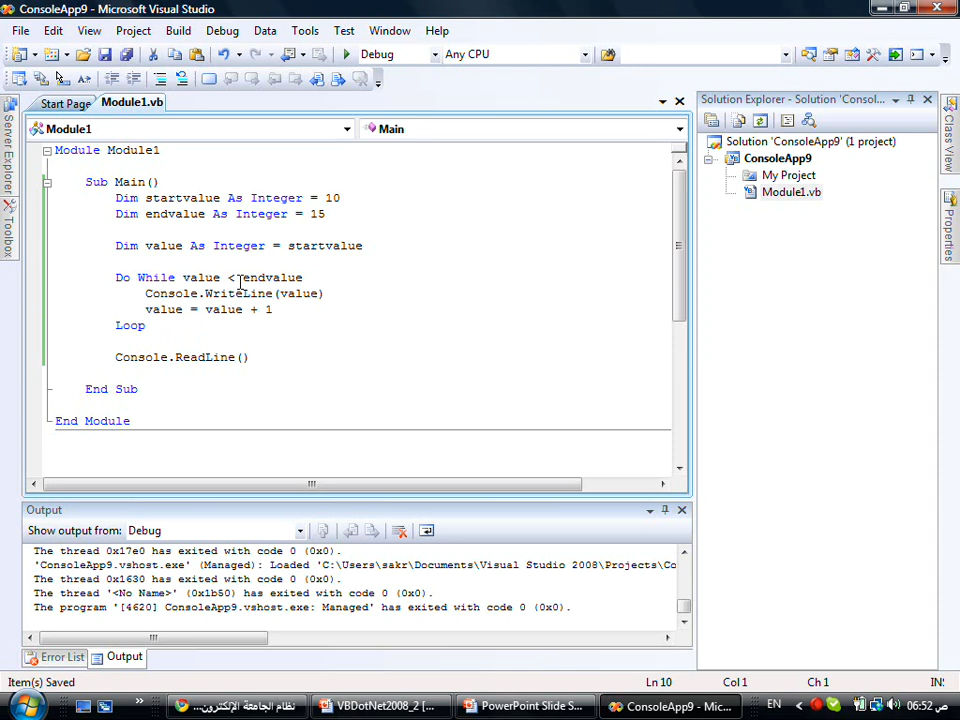 ConsoleApp9 - Microsoft Visual Studio
File Edit View Project Build Debug Data Tools Test Window Help
Debug Any CPU
Start Page Module1.vb
Module1 Main
Module Module1
Sub Main()
Dim startvalue As Integer = 10
Dim endvalue As Integer = 15
Dim value As Integer = startvalue
Do While value < endvalue
Console.WriteLine(value)
value = value + 1
Loop
Console.ReadLine()
End Sub
End Module
Server Explorer
Toolbox
Solution Explorer - Solution 'Consol...
Solution 'ConsoleApp9' (1 project)
ConsoleApp9
My Project
Module1.vb
Class View
Properties
Output
Show output from: Debug
The thread 0x17e0 has exited with code 0 (0x0).
'ConsoleApp9.vshost.exe' (Managed): Loaded 'C:\Users\sakr\Documents\Visual Studio 2008\Projects\Co
The thread 0x1630 has exited with code 0 (0x0).
The thread '<No Name>' (0x1b50) has exited with code 0 (0x0).
The program '[4620] ConsoleApp9.vshost.exe: Managed' has exited with code 0 (0x0).
Error List Output
Item(s) Saved Ln 10 Col 1 Ch 1 INS
نظام الجامعة الإلكترون... VBDotNet2008_2 [... PowerPoint Slide S... ConsoleApp9 - Mic... EN 06:52 ص